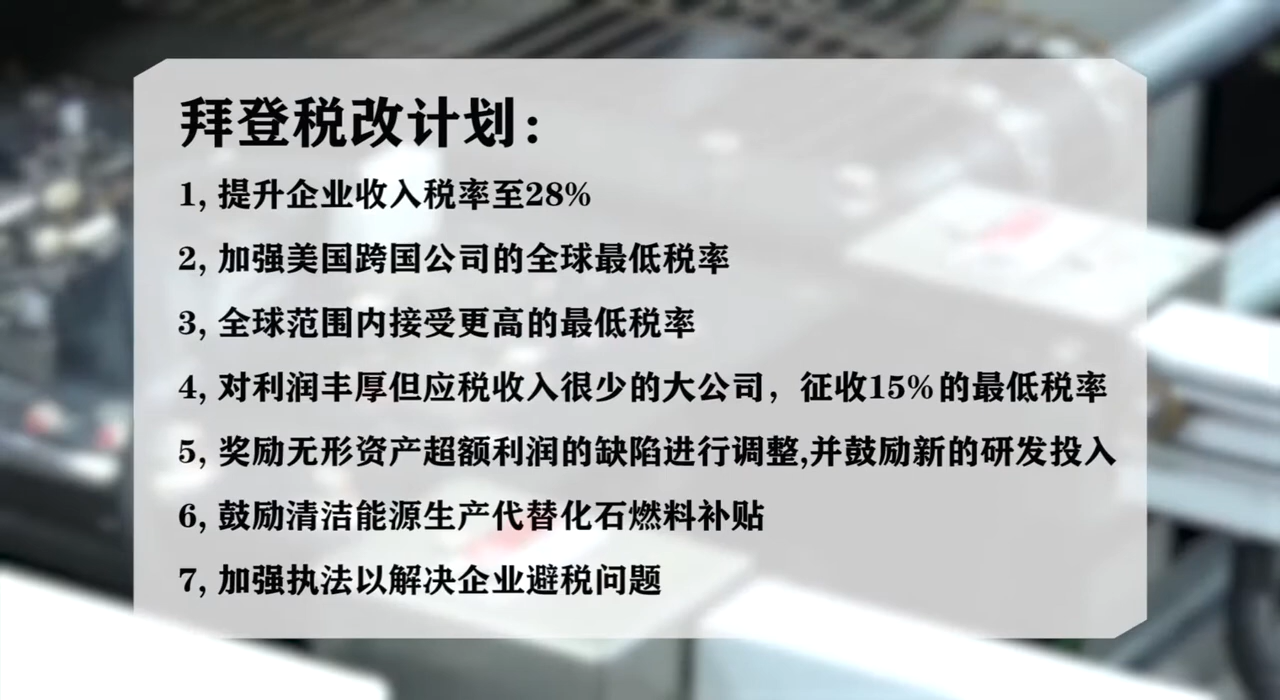 拜登税改计划：
1, 提升企业收入税率至28%
2, 加强美国跨国公司的全球最低税率
3, 全球范围内接受更高的最低税率
4, 对利润丰厚但应税收入很少的大公司，征收15%的最低税率
5, 奖励无形资产超额利润的缺陷进行调整,并鼓励新的研发投入
6, 鼓励清洁能源生产代替化石燃料补贴
7, 加强执法以解决企业避税问题